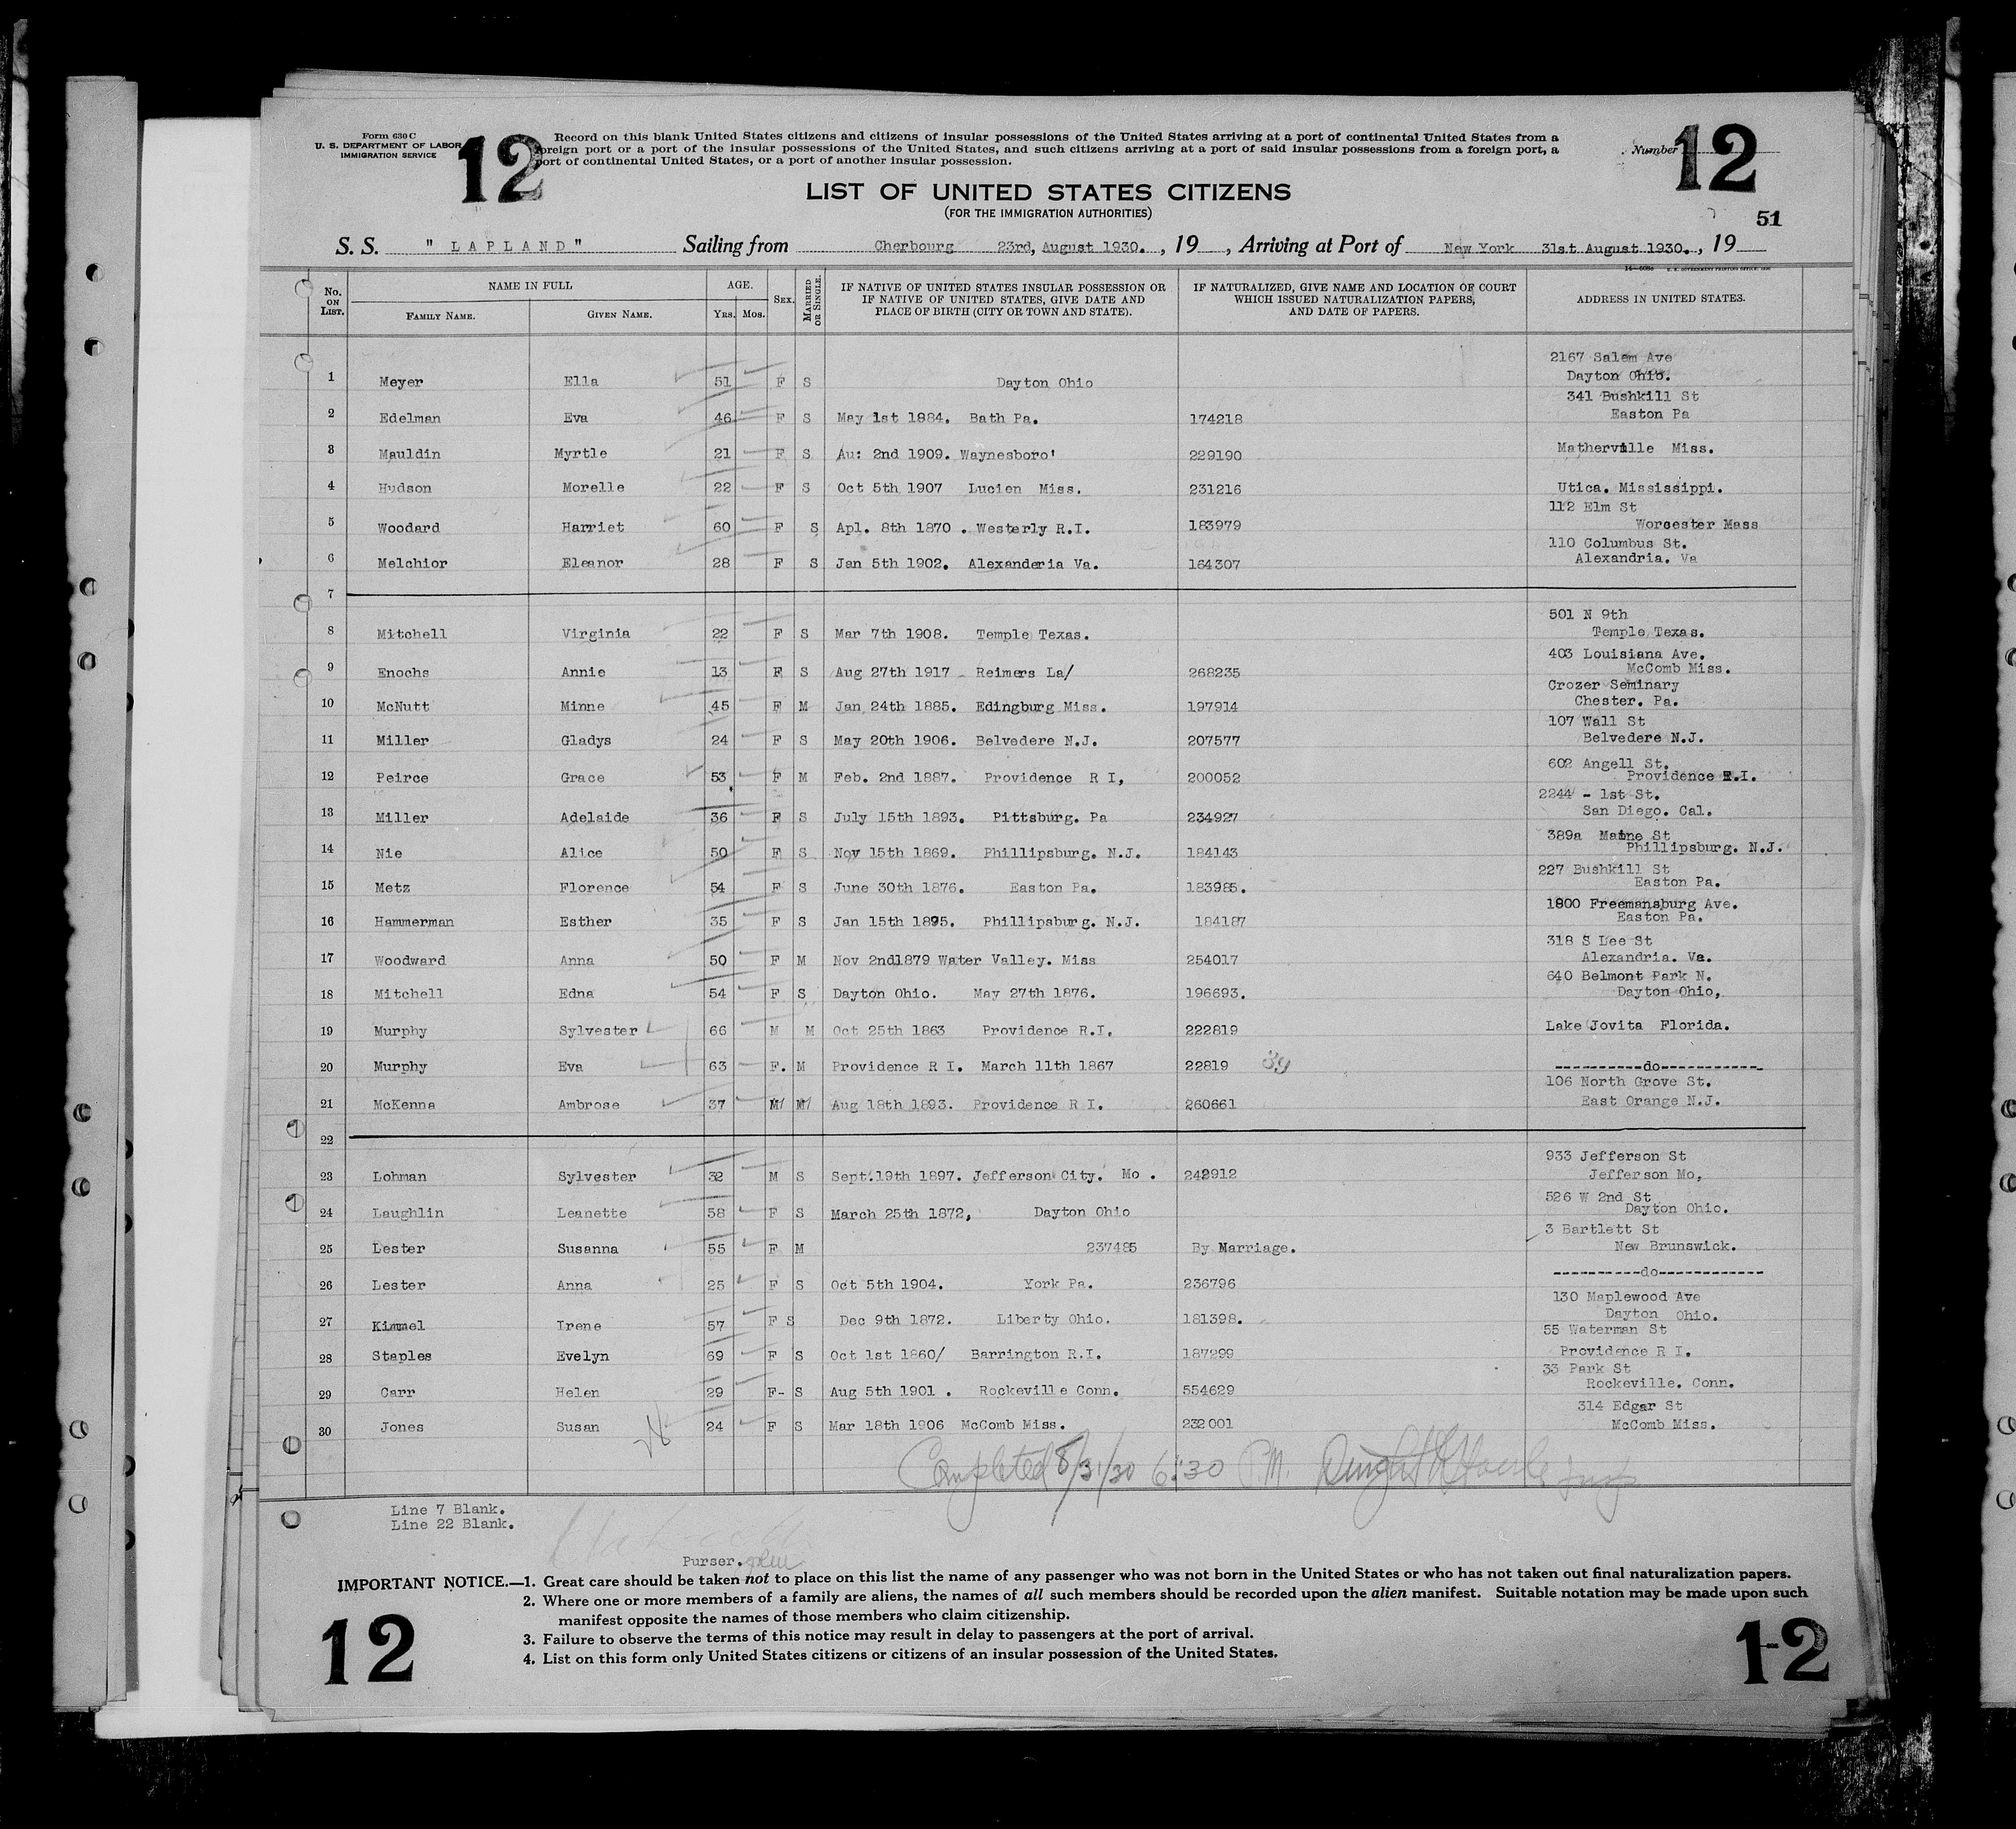 Form 630 C
U. S. DEPARTMENT OF LABOR
IMMIGRATION SERVICE
12
Record on this blank United States citizens and citizens of insular possessions of the United States arriving at a port of continental United States from a
foreign port or a port of the insular possessions of the United States, and such citizens arriving at a port of said insular possessions from a foreign port, a
port of continental United States, or a port of another insular possession.
Number 12
LIST OF UNITED STATES CITIZENS
(FOR THE IMMIGRATION AUTHORITIES)
51
S. S. " L A P L A N D " Sailing from Cherbourg 23rd, August 1930. , 19 , Arriving at Port of New York 31st August 1930. , 19
No. ON LIST. NAME IN FULL FAMILY NAME. GIVEN NAME. AGE. YRS. MOS. SEX. MARRIED OR SINGLE. IF NATIVE OF UNITED STATES INSULAR POSSESSION OR IF NATIVE OF UNITED STATES, GIVE DATE AND PLACE OF BIRTH (CITY OR TOWN AND STATE). IF NATURALIZED, GIVE NAME AND LOCATION OF COURT WHICH ISSUED NATURALIZATION PAPERS, AND DATE OF PAPERS. ADDRESS IN UNITED STATES.
1 Meyer Ella 51 F S Dayton Ohio 2167 Salem Ave Dayton Ohio.
2 Edelman Eva 46 F S May 1st 1884. Bath Pa. 174218 341 Bushkill St Easton Pa
3 Mauldin Myrtle 21 F S Au: 2nd 1909. Waynesboro' 229190 Matherville Miss.
4 Hudson Morelle 22 F S Oct 5th 1907 Lucien Miss. 231216 Utica. Mississippi.
5 Woodard Harriet 60 F S Apl. 8th 1870 . Westerly R.I. 183979 112 Elm St Worcester Mass
6 Melchior Eleanor 28 F S Jan 5th 1902. Alexanderia Va. 164307 110 Columbus St. Alexandria. Va
7
8 Mitchell Virginia 22 F S Mar 7th 1908. Temple Texas. 501 N 9th Temple Texas.
9 Enochs Annie 13 F S Aug 27th 1917 Reimers La/ 268235 403 Louisiana Ave. McComb Miss.
10 McNutt Minne 45 F M Jan 24th 1885. Edingburg Miss. 197914 Crozer Seminary Chester. Pa.
11 Miller Gladys 24 F S May 20th 1906. Belvedere N.J. 207577 107 Wall St Belvedere N.J.
12 Peirce Grace 53 F M Feb. 2nd 1887. Providence R I, 200052 602 Angell St. Providence R.I.
13 Miller Adelaide 36 F S July 15th 1893. Pittsburg. Pa 234927 2244 - 1st St. San Diego. Cal.
14 Nie Alice 50 F S Nov 15th 1869. Phillipsburg. N.J. 184143 389a Maine St Phillipsburg. N.J.
15 Metz Florence 54 F S June 30th 1876. Easton Pa. 183985. 227 Bushkill St Easton Pa.
16 Hammerman Esther 35 F S Jan 15th 1895. Phillipsburg. N.J. 184187 1800 Freemansburg Ave. Easton Pa.
17 Woodward Anna 50 F M Nov 2nd1879 Water Valley. Miss 254017 318 S Lee St Alexandria. Va.
18 Mitchell Edna 54 F S Dayton Ohio. May 27th 1876. 196693. 640 Belmont Park N. Dayton Ohio,
19 Murphy Sylvester 66 M M Oct 25th 1863 Providence R.I. 222819 Lake Jovita Florida.
20 Murphy Eva 63 F. M Providence R I. March 11th 1867 22819 39 ----------do------------
21 McKenna Ambrose 37 M M Aug 18th 1893. Providence R I. 260661 106 North Grove St. East Orange N.J.
22
23 Lohman Sylvester 32 M S Sept.19th 1897. Jefferson City. Mo . 242912 933 Jefferson St Jefferson Mo,
24 Laughlin Leanette 58 F S March 25th 1872, Dayton Ohio 526 W 2nd St Dayton Ohio.
25 Lester Susanna 55 F M 237485 By Marriage. 3 Bartlett St New Brunswick.
26 Lester Anna 25 F S Oct 5th 1904. York Pa. 236796 ----------do------------
27 Kimmel Irene 57 F S Dec 9th 1872. Liberty Ohio. 181398. 130 Maplewood Ave Dayton Ohio.
28 Staples Evelyn 69 F S Oct 1st 1860/ Barrington R.I. 187299 55 Waterman St Providence R I.
29 Carr Helen 29 F- S Aug 5th 1901 . Rockeville Conn. 554629 33 Park St Rockeville. Conn.
30 Jones Susan 24 F S Mar 18th 1906 McComb Miss. 232001 314 Edgar St McComb Miss.
Completed 8/31/30 6:30 P.M.
Line 7 Blank.
Line 22 Blank.
Purser.
IMPORTANT NOTICE.—1. Great care should be taken not to place on this list the name of any passenger who was not born in the United States or who has not taken out final naturalization papers.
2. Where one or more members of a family are aliens, the names of all such members should be recorded upon the alien manifest. Suitable notation may be made upon such
manifest opposite the names of those members who claim citizenship.
3. Failure to observe the terms of this notice may result in delay to passengers at the port of arrival.
4. List on this form only United States citizens or citizens of an insular possession of the United States.
12
12